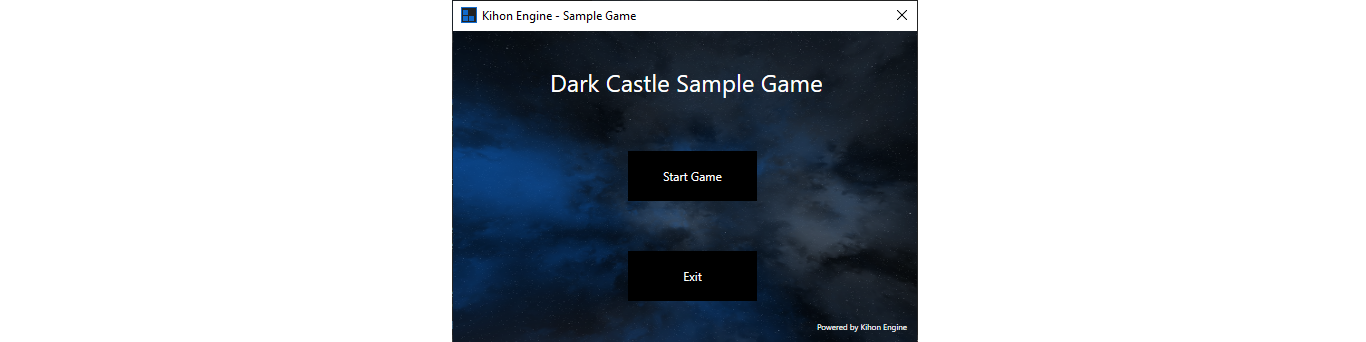 Kihon Engine - Sample Game
Dark Castle Sample Game
Start Game
Exit
Powered by Kihon Engine